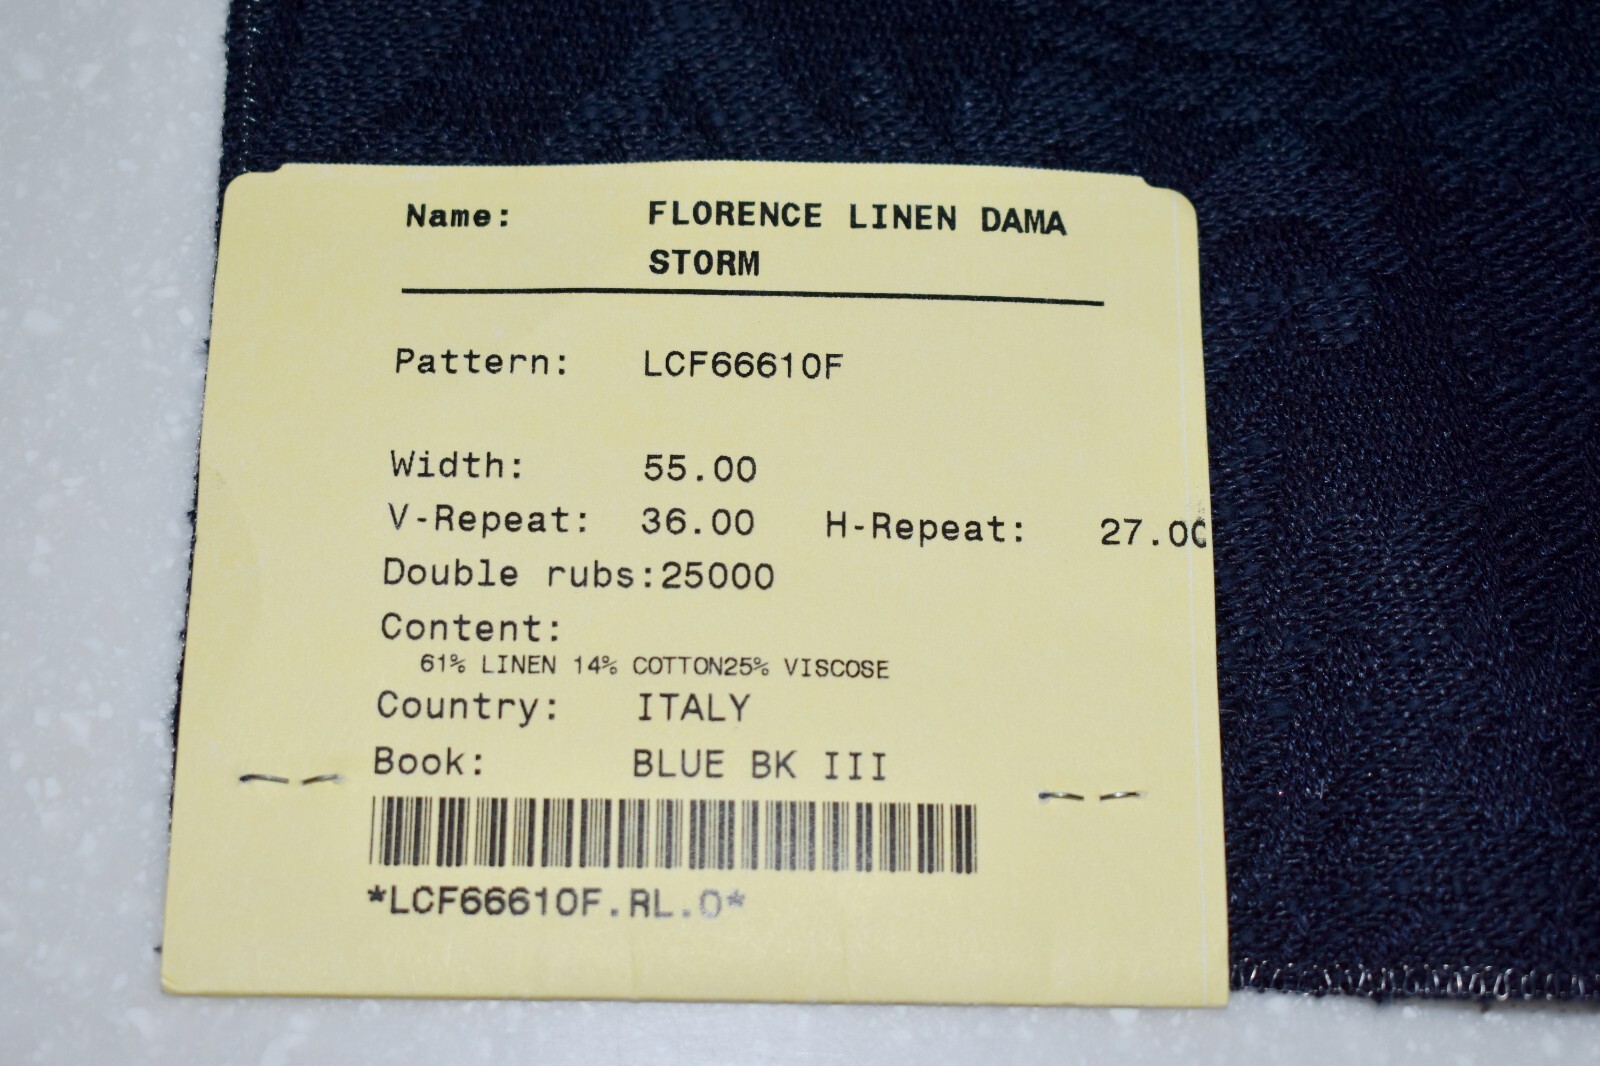 Name: FLORENCE LINEN DAMA
STORM
Pattern: LCF66610F
Width: 55.00
V-Repeat: 36.00 H-Repeat: 27.00
Double rubs:25000
Content:
61% LINEN 14% COTTON25% VISCOSE
Country: ITALY
Book: BLUE BK III
*LCF66610F.RL.0*